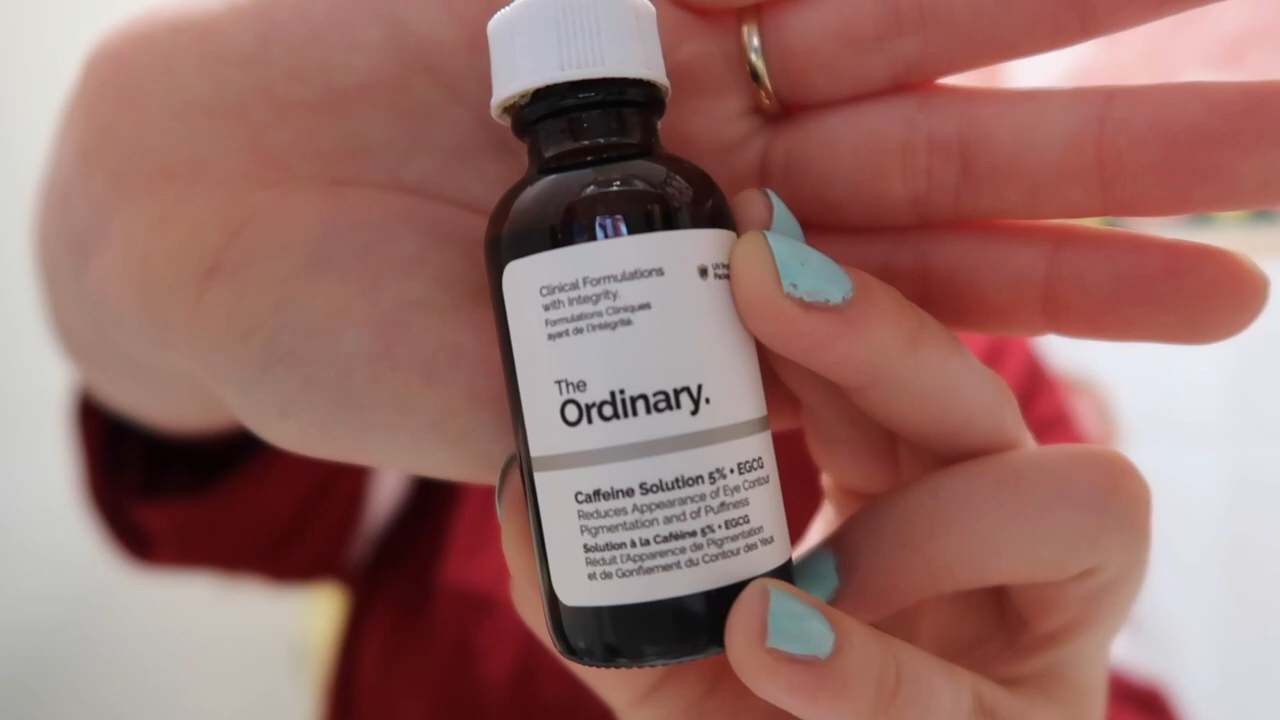 Clinical Formulations
with Integrity.
Formulations Cliniques
ayant de l'Intégrité.
UV
The
Ordinary.
Caffeine Solution 5% + EGCG
Reduces Appearance of Eye Contour
Pigmentation and of Puffiness
Solution à la Caféine 5% + EGCG
Réduit l'Apparence de Pigmentation
et de Gonflement du Contour des Yeux